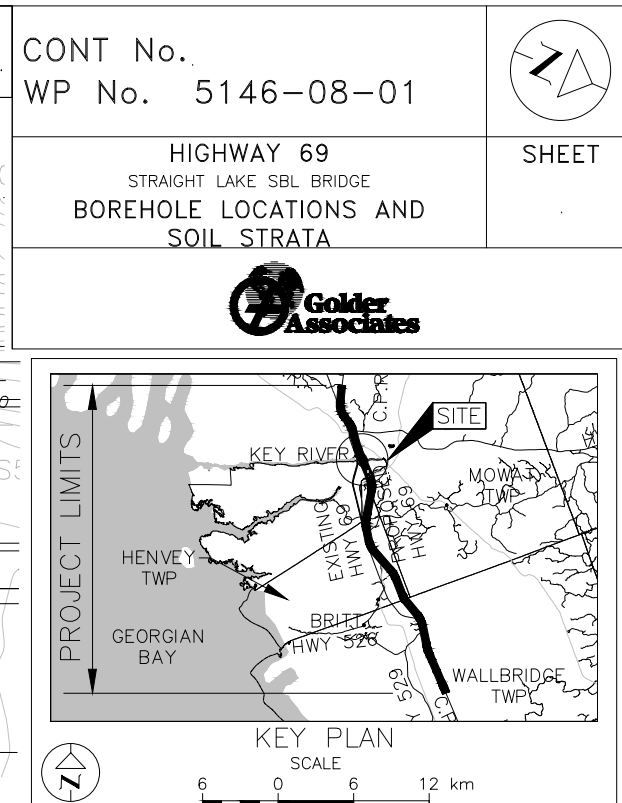 CONT No.
WP No. 5146-08-01
N
HIGHWAY 69
STRAIGHT LAKE SBL BRIDGE
BOREHOLE LOCATIONS AND
SOIL STRATA
SHEET
Golder
Associates
PROJECT LIMITS
C.P.R
SITE
KEY RIVER
MOWAT
TWP
EXISTING
HWY 69
PROPOSED
HWY 69
HENVEY
TWP
GEORGIAN
BAY
BRITT
HWY 526
529
WALLBRIDGE
TWP
C.P
KEY PLAN
SCALE
N
6 0 6 12 km